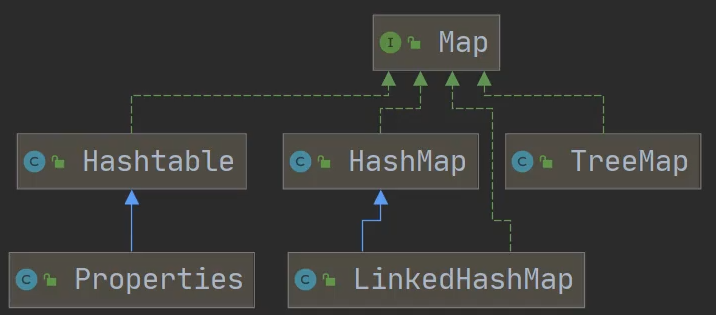 I Map
C Hashtable
C HashMap
C TreeMap
C Properties
C LinkedHashMap